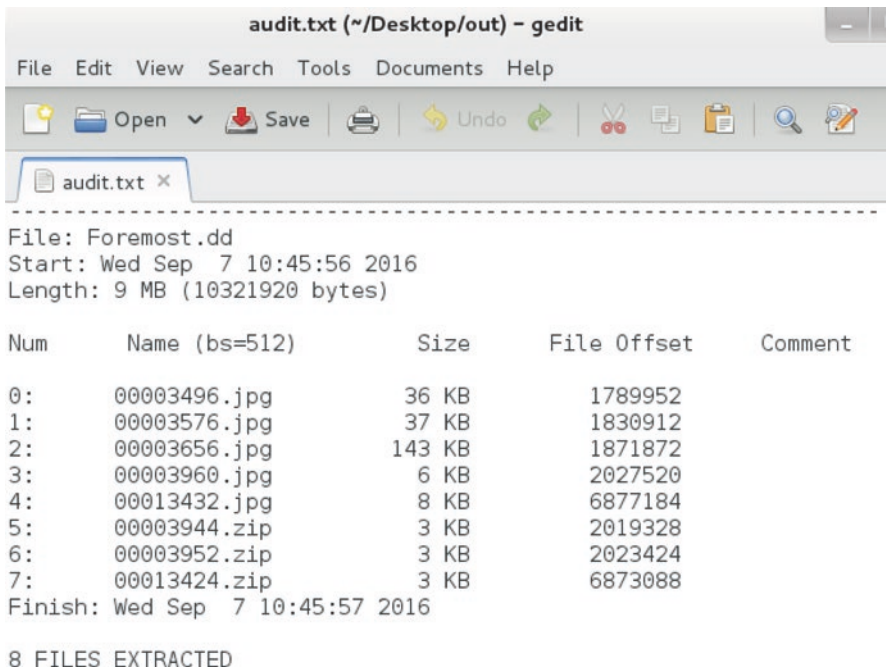 audit.txt (~/Desktop/out) – gedit
File Edit View Search Tools Documents Help
Open Save Undo
audit.txt ×
--------------------------------------------------------------------
File: Foremost.dd
Start: Wed Sep  7 10:45:56 2016
Length: 9 MB (10321920 bytes)
Num Name (bs=512) Size File Offset Comment
0: 00003496.jpg 36 KB 1789952
1: 00003576.jpg 37 KB 1830912
2: 00003656.jpg 143 KB 1871872
3: 00003960.jpg 6 KB 2027520
4: 00013432.jpg 8 KB 6877184
5: 00003944.zip 3 KB 2019328
6: 00003952.zip 3 KB 2023424
7: 00013424.zip 3 KB 6873088
Finish: Wed Sep  7 10:45:57 2016
8 FILES EXTRACTED